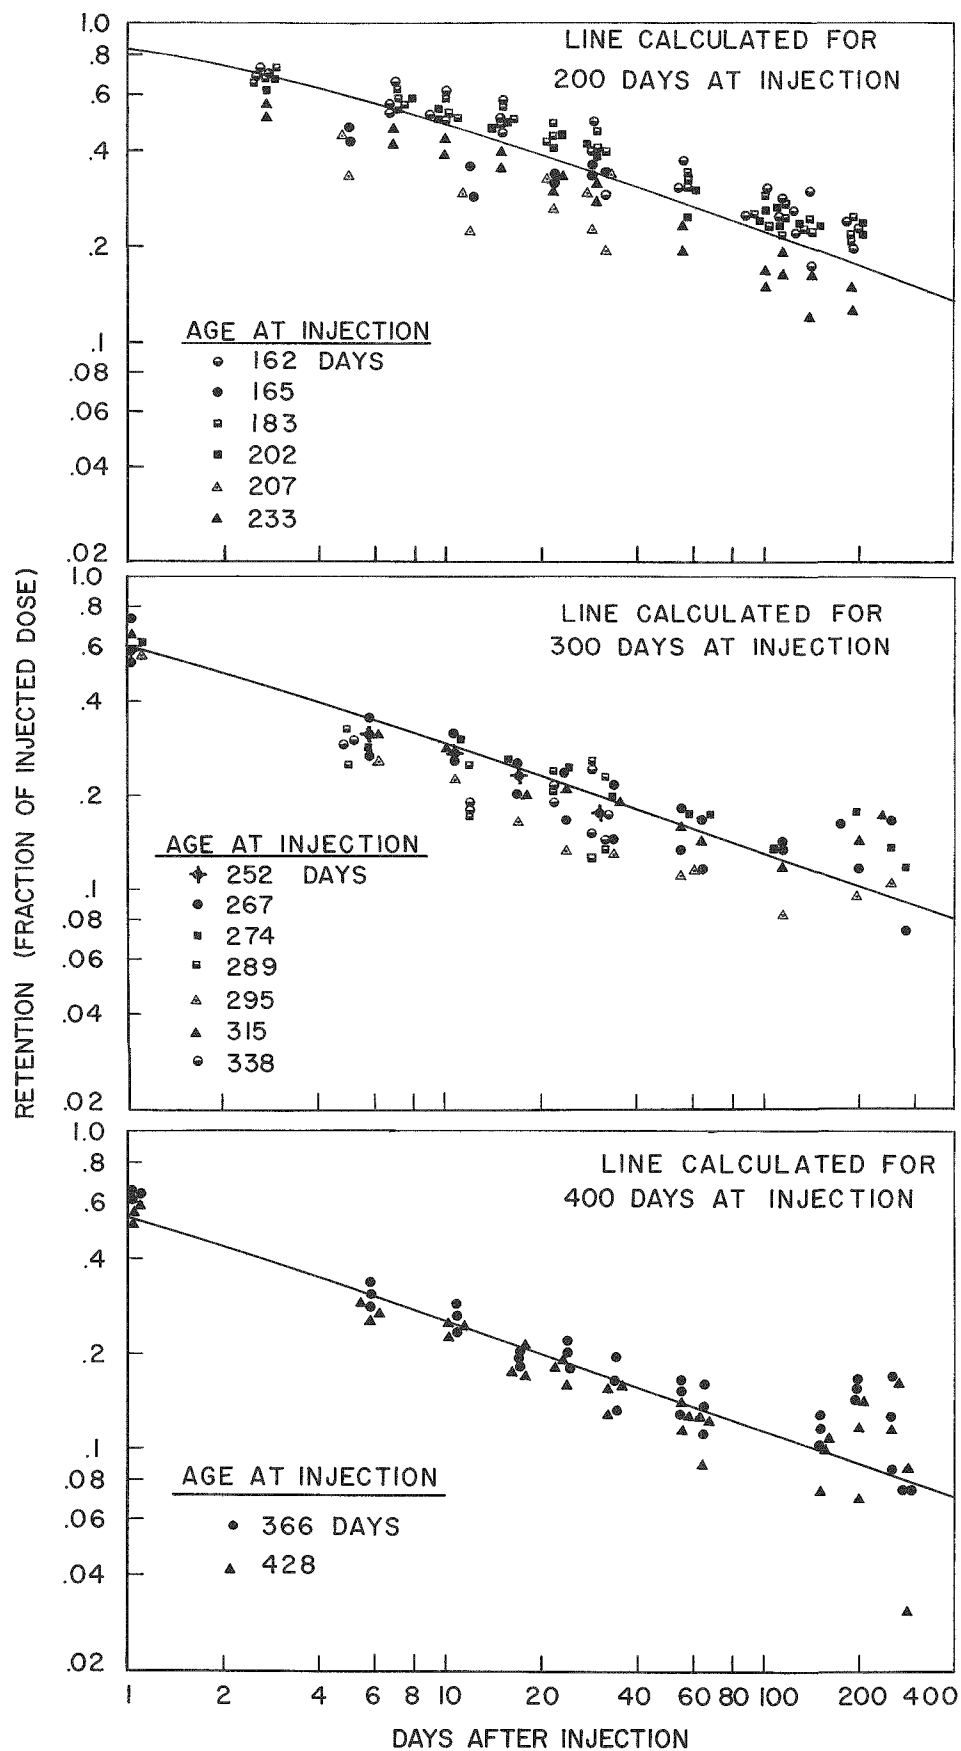 RETENTION (FRACTION OF INJECTED DOSE)
1.0
.8
.6
.4
.2
.1
.08
.06
.04
.02
LINE CALCULATED FOR
200 DAYS AT INJECTION
AGE AT INJECTION
162 DAYS
165
183
202
207
233
1.0
.8
.6
.4
.2
.1
.08
.06
.04
.02
LINE CALCULATED FOR
300 DAYS AT INJECTION
AGE AT INJECTION
252 DAYS
267
274
289
295
315
338
1.0
.8
.6
.4
.2
.1
.08
.06
.04
.02
LINE CALCULATED FOR
400 DAYS AT INJECTION
AGE AT INJECTION
366 DAYS
428
1 2 4 6 8 10 20 40 60 80 100 200 400
DAYS AFTER INJECTION